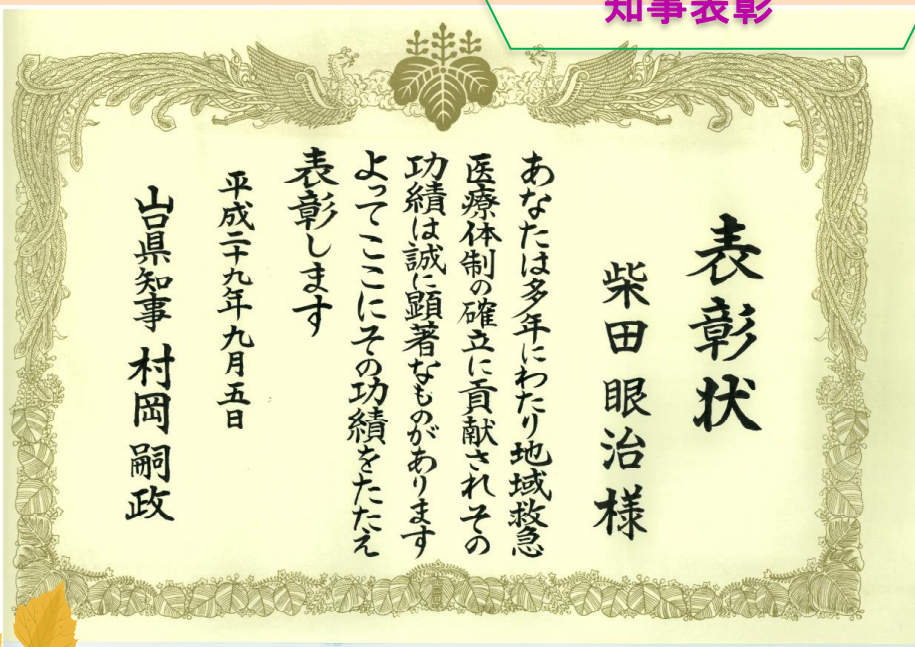 知事表彰
表彰状
柴田眼治様
あなたは多年にわたり地域救急
医療体制の確立に貢献されその
功績は誠に顕著なものがあります
よってここにその功績をたたえ
表彰します
平成二十九年九月五日
山口県知事 村岡嗣政